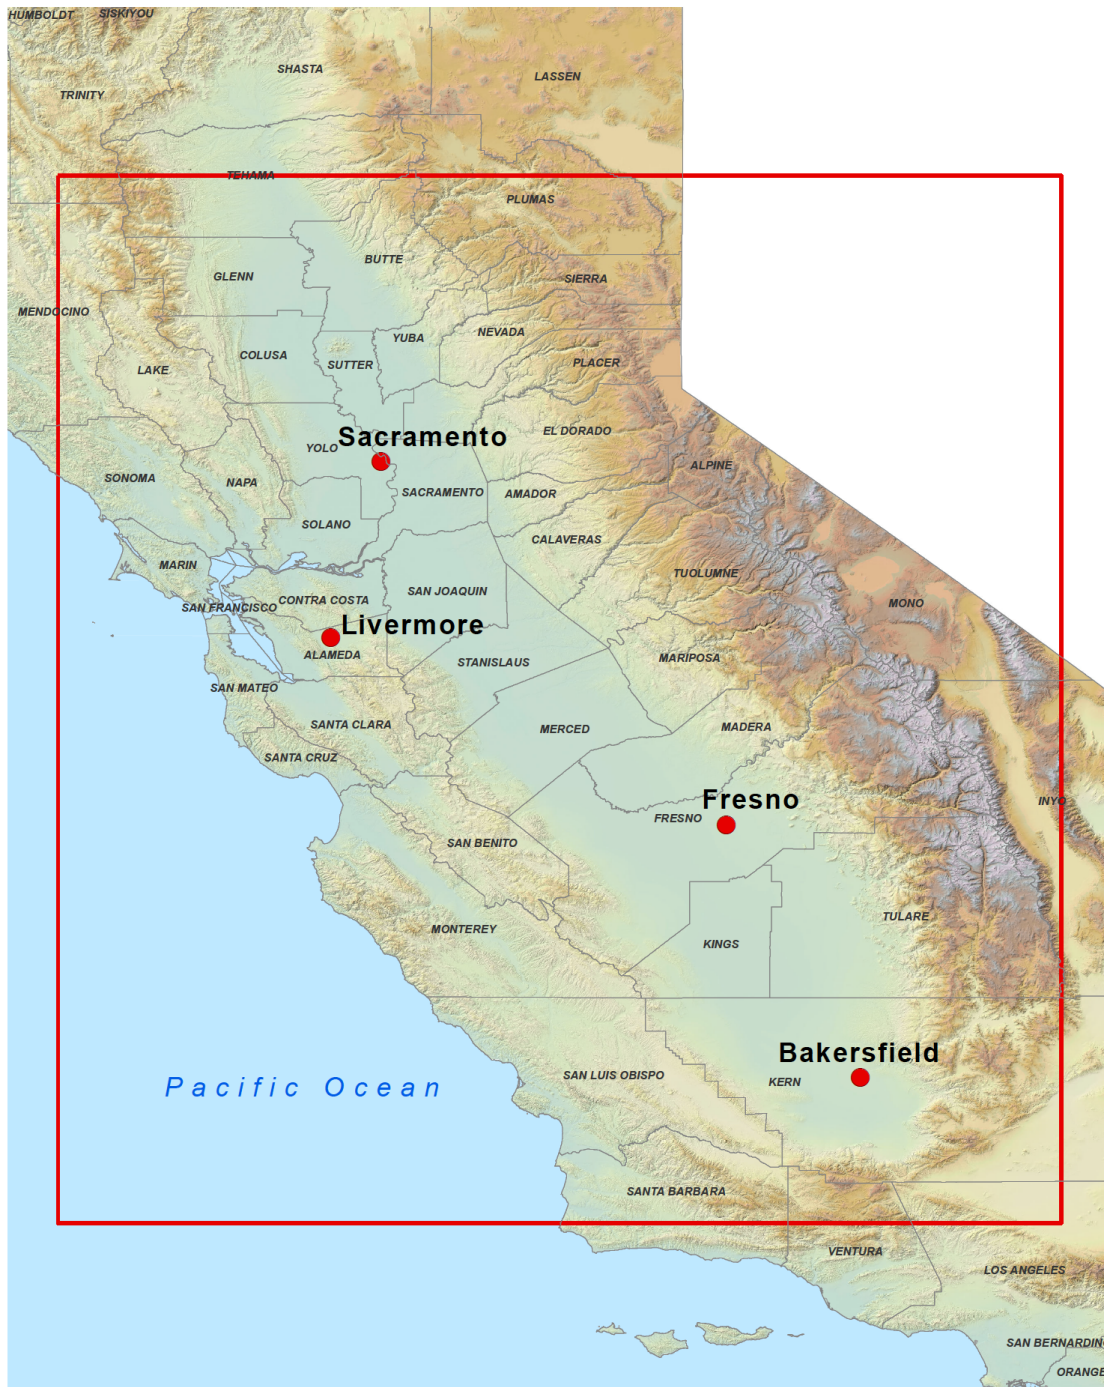 HUMBOLDT
SISKIYOU
SHASTA
LASSEN
TRINITY
TEHAMA
PLUMAS
BUTTE
GLENN
SIERRA
MENDOCINO
NEVADA
YUBA
COLUSA
SUTTER
PLACER
LAKE
EL DORADO
Sacramento
YOLO
ALPINE
SONOMA
NAPA
SACRAMENTO
AMADOR
SOLANO
CALAVERAS
MARIN
TUOLUMNE
SAN JOAQUIN
CONTRA COSTA
MONO
SAN FRANCISCO
Livermore
ALAMEDA
STANISLAUS
MARIPOSA
SAN MATEO
SANTA CLARA
MERCED
MADERA
SANTA CRUZ
Fresno
INYO
FRESNO
SAN BENITO
TULARE
MONTEREY
KINGS
Bakersfield
SAN LUIS OBISPO
KERN
Pacific Ocean
SANTA BARBARA
VENTURA
LOS ANGELES
SAN BERNARDIN
ORANGE